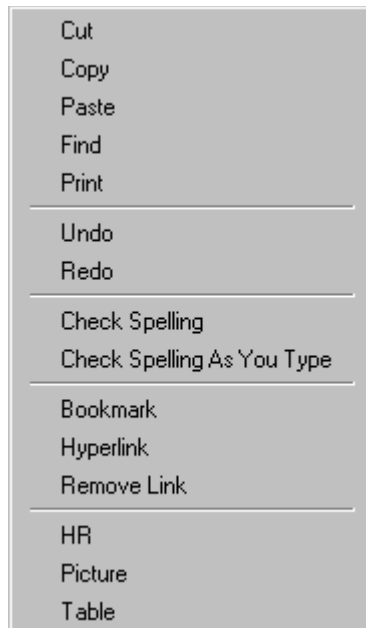 Cut
Copy
Paste
Find
Print
Undo
Redo
Check Spelling
Check Spelling As You Type
Bookmark
Hyperlink
Remove Link
HR
Picture
Table